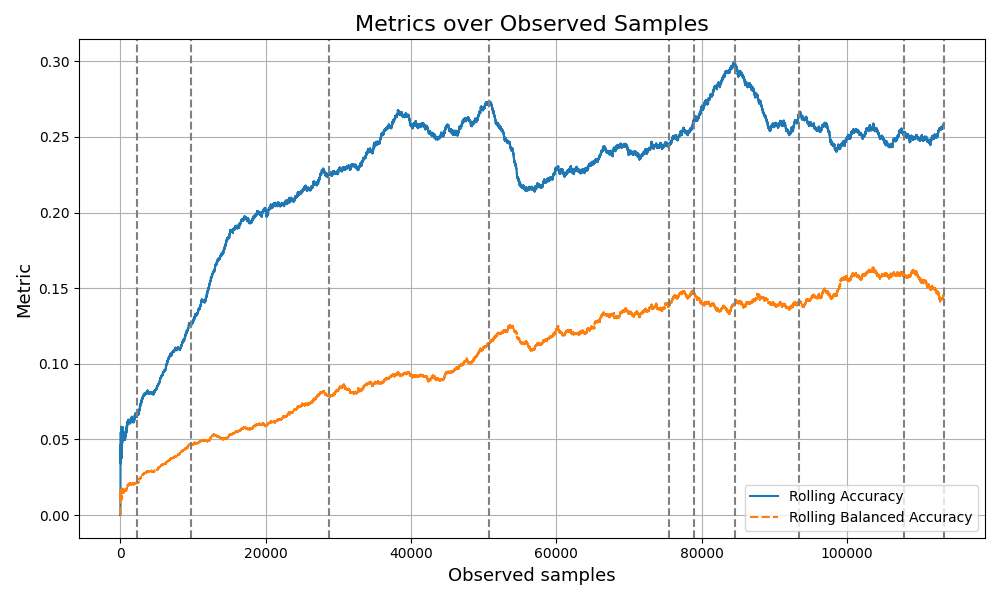 Metrics over Observed Samples
Metric
0.30
0.25
0.20
0.15
0.10
0.05
0.00
0
20000
40000
60000
80000
100000
Observed samples
Rolling Accuracy
Rolling Balanced Accuracy